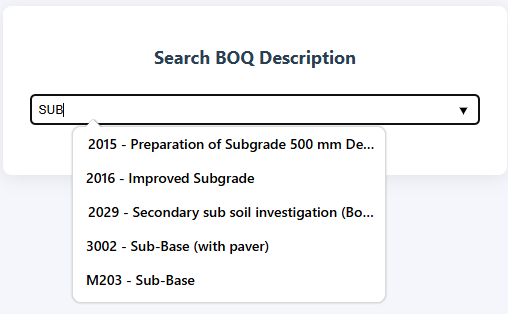 Search BOQ Description
SUB
2015 - Preparation of Subgrade 500 mm De...
2016 - Improved Subgrade
2029 - Secondary sub soil investigation (Bo...
3002 - Sub-Base (with paver)
M203 - Sub-Base